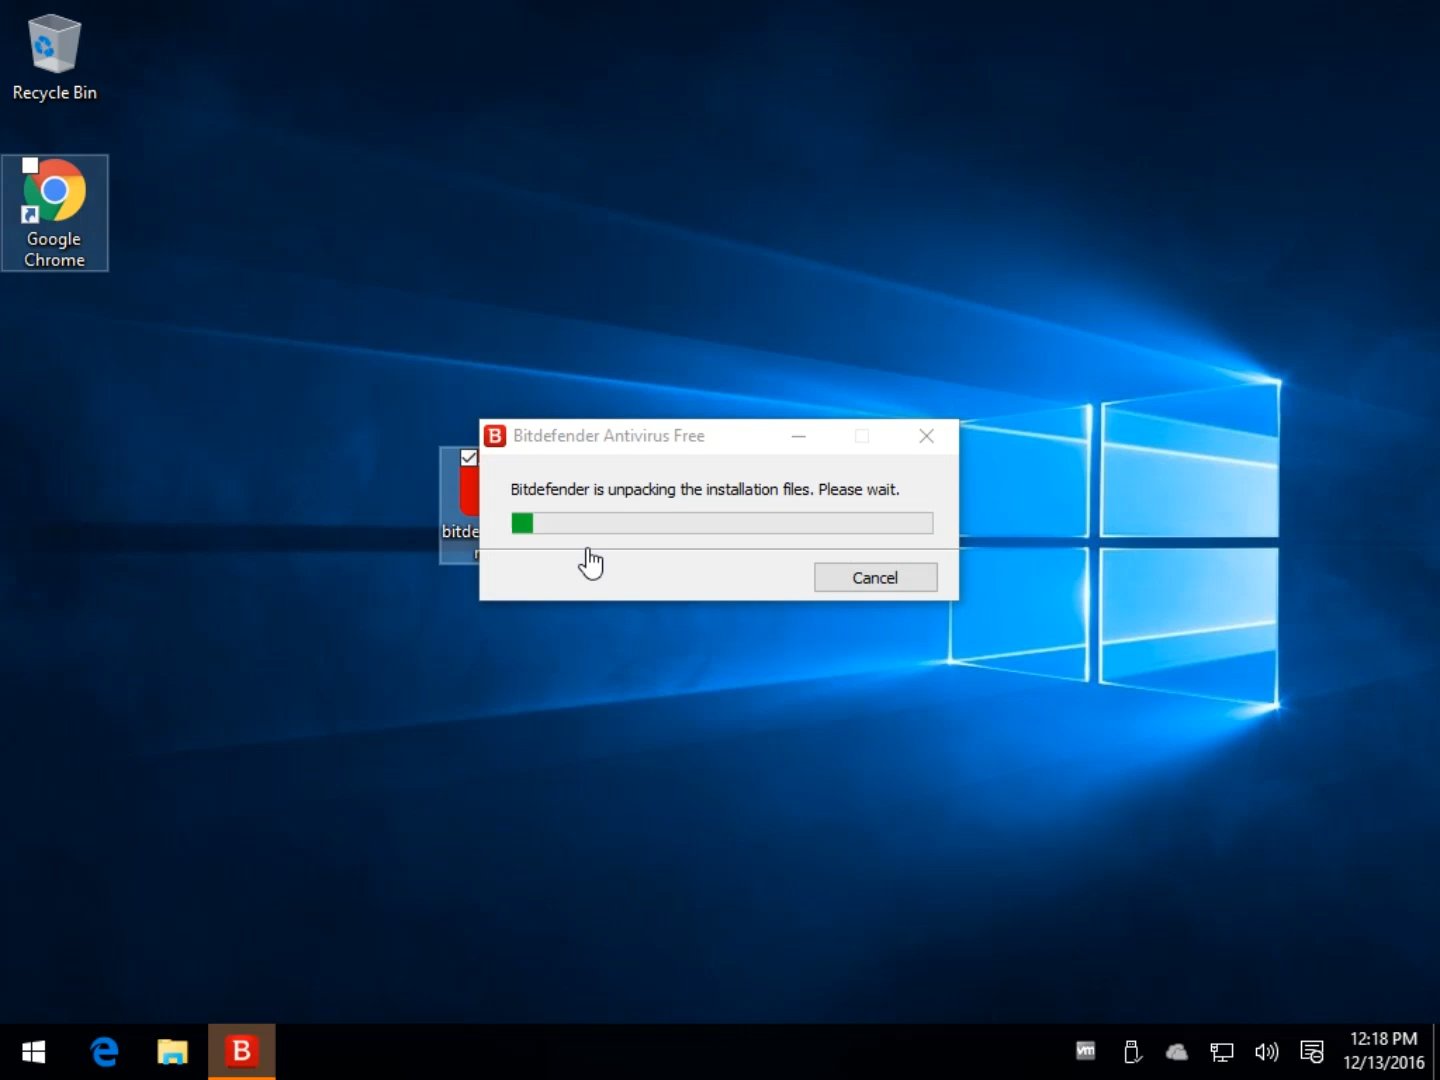 Recycle Bin
Google
Chrome
B Bitdefender Antivirus Free
Bitdefender is unpacking the installation files. Please wait.
bitde
Cancel
B
vm
12:18 PM
12/13/2016